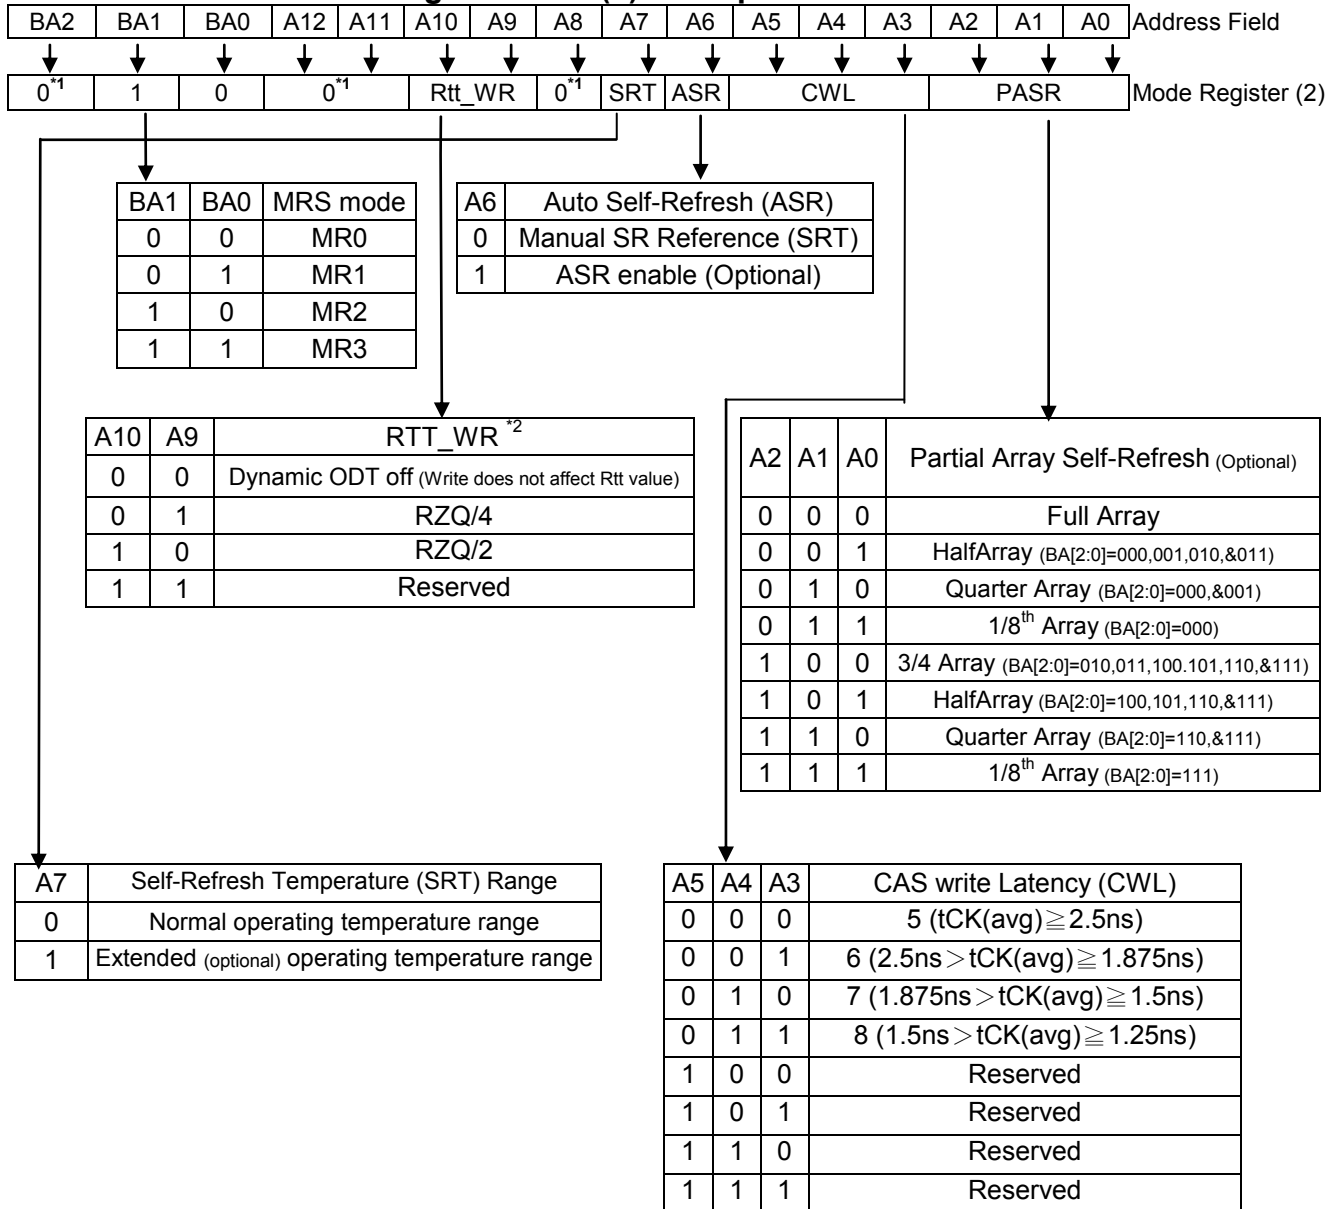 BA2 BA1 BA0 A12 A11 A10 A9 A8 A7 A6 A5 A4 A3 A2 A1 A0 Address Field
0*1 1 0 0*1 Rtt_WR 0*1 SRT ASR CWL PASR Mode Register (2)
BA1 BA0 MRS mode
0 0 MR0
0 1 MR1
1 0 MR2
1 1 MR3
A6 Auto Self-Refresh (ASR)
0 Manual SR Reference (SRT)
1 ASR enable (Optional)
A10 A9 RTT_WR *2
0 0 Dynamic ODT off (Write does not affect Rtt value)
0 1 RZQ/4
1 0 RZQ/2
1 1 Reserved
A2 A1 A0 Partial Array Self-Refresh (Optional)
0 0 0 Full Array
0 0 1 HalfArray (BA[2:0]=000,001,010,&011)
0 1 0 Quarter Array (BA[2:0]=000,&001)
0 1 1 1/8th Array (BA[2:0]=000)
1 0 0 3/4 Array (BA[2:0]=010,011,100.101,110,&111)
1 0 1 HalfArray (BA[2:0]=100,101,110,&111)
1 1 0 Quarter Array (BA[2:0]=110,&111)
1 1 1 1/8th Array (BA[2:0]=111)
A7 Self-Refresh Temperature (SRT) Range
0 Normal operating temperature range
1 Extended (optional) operating temperature range
A5 A4 A3 CAS write Latency (CWL)
0 0 0 5 (tCK(avg)≧2.5ns)
0 0 1 6 (2.5ns>tCK(avg)≧1.875ns)
0 1 0 7 (1.875ns>tCK(avg)≧1.5ns)
0 1 1 8 (1.5ns>tCK(avg)≧1.25ns)
1 0 0 Reserved
1 0 1 Reserved
1 1 0 Reserved
1 1 1 Reserved